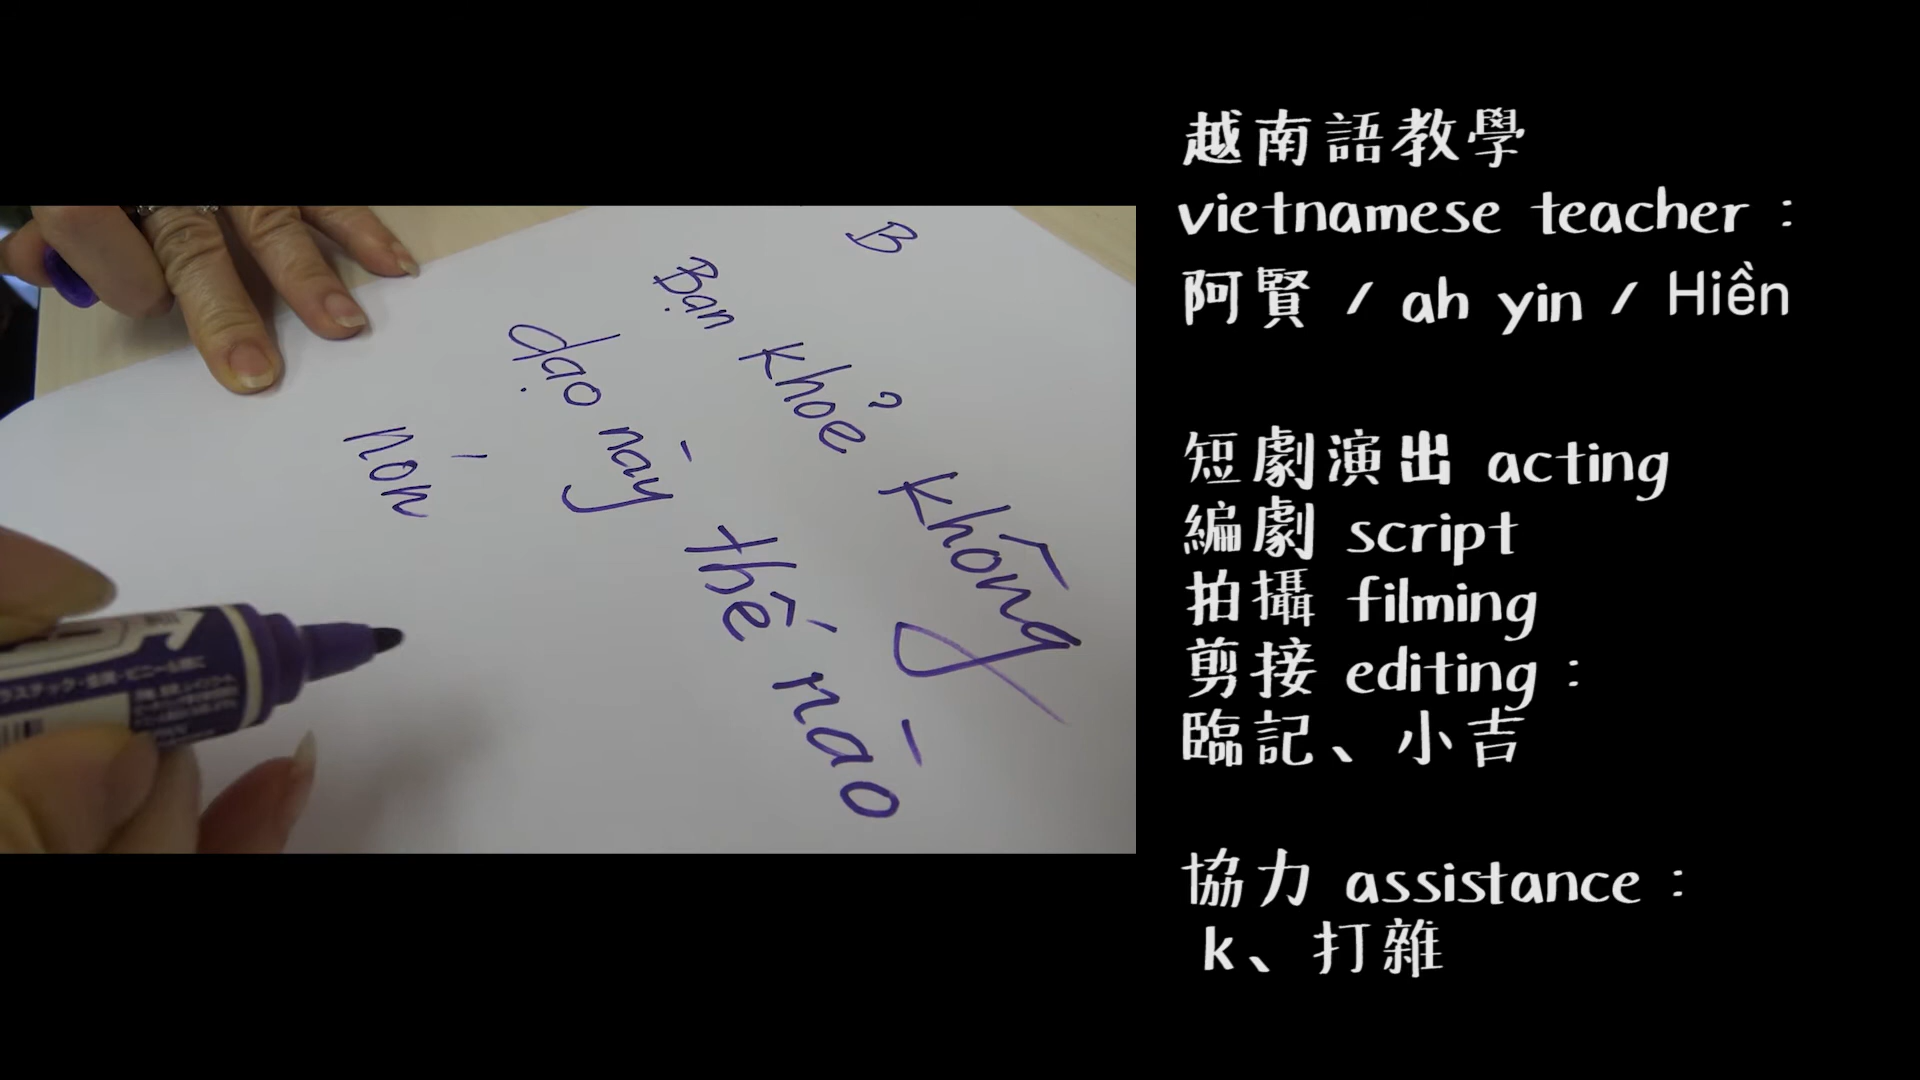 B
Bạn khỏe không
dạo này thế nào
nón
越南語教學
vietnamese teacher :
阿賢 / ah yin / Hiền
短劇演出 acting
編劇 script
拍攝 filming
剪接 editing :
臨記、小吉
協力 assistance :
k、打雜